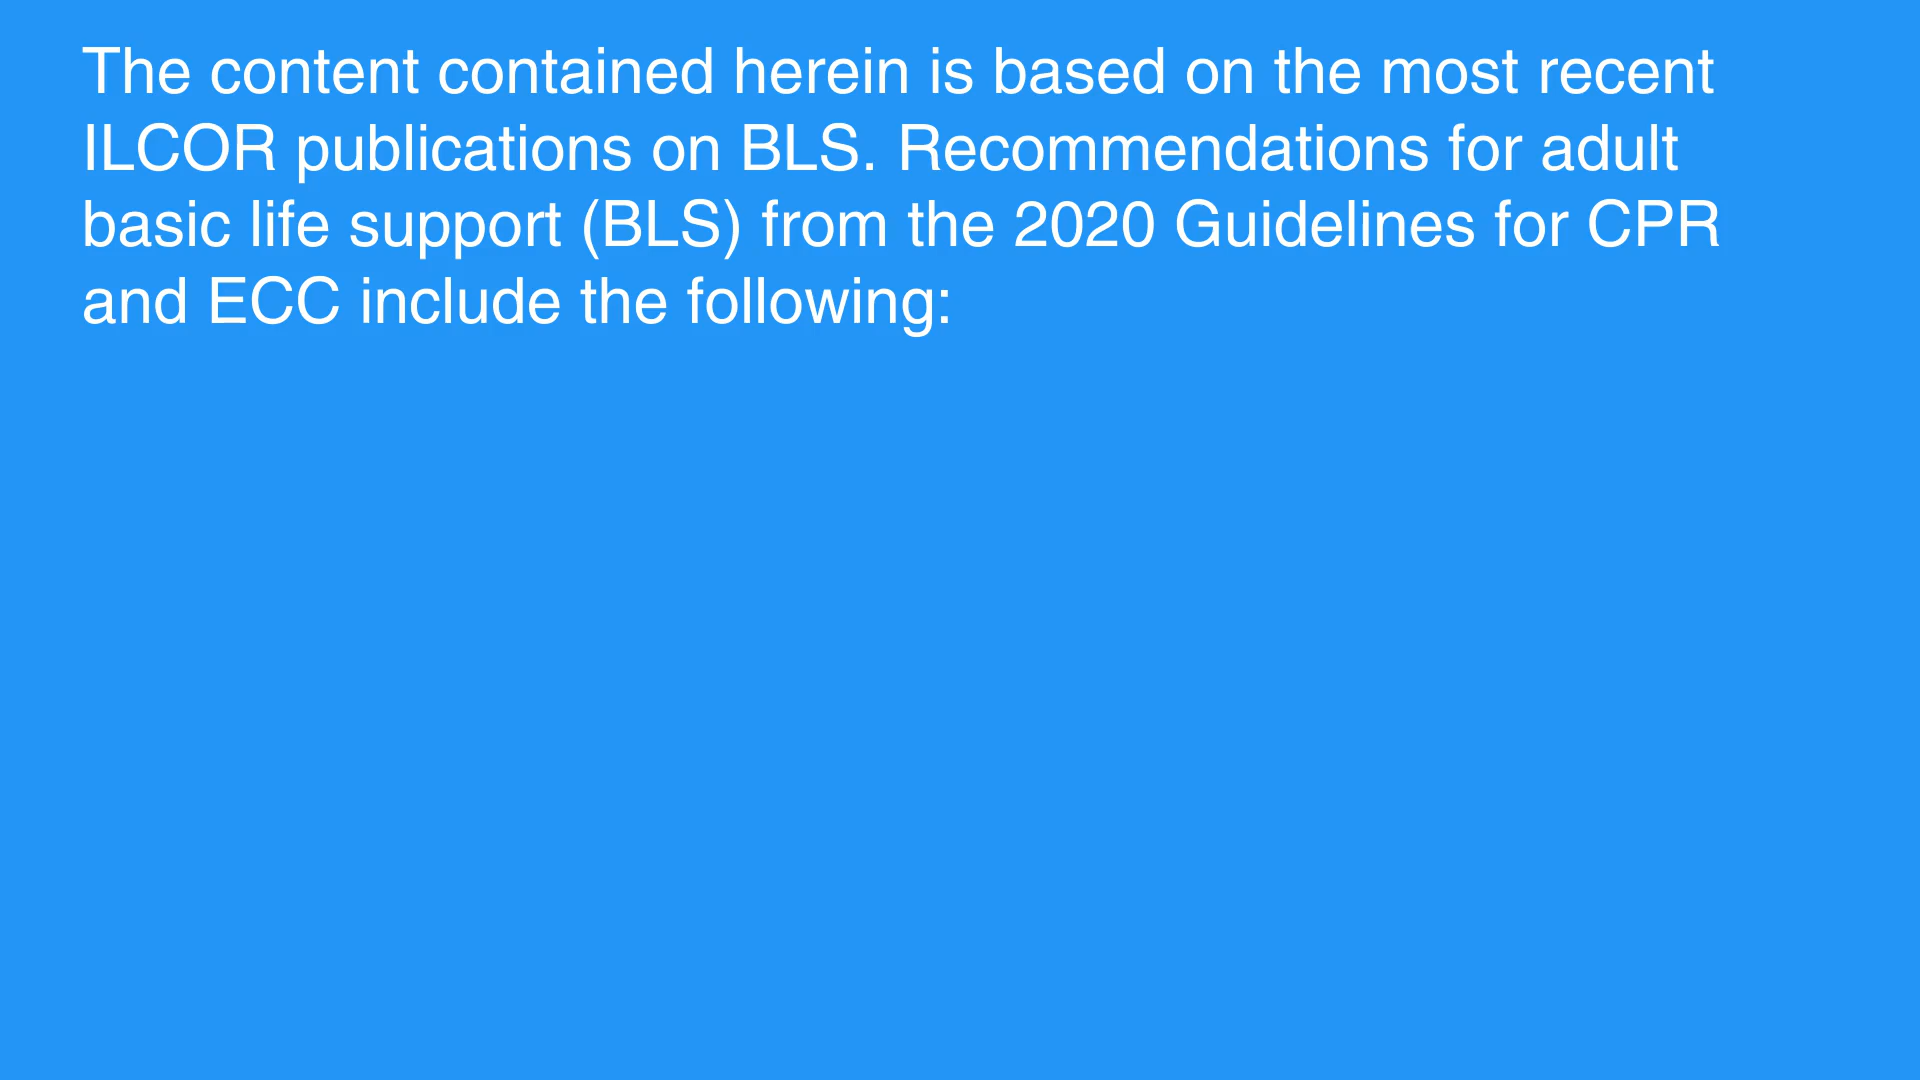 The content contained herein is based on the most recent
ILCOR publications on BLS. Recommendations for adult
basic life support (BLS) from the 2020 Guidelines for CPR
and ECC include the following: